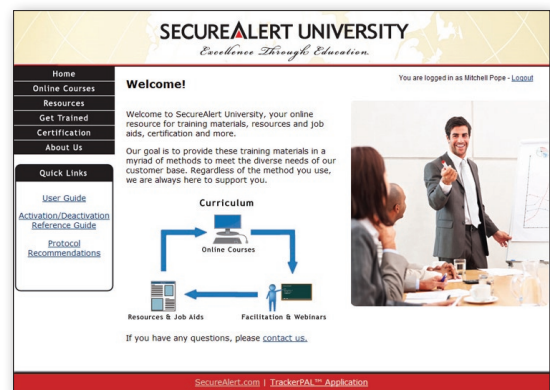 SECUREALERT UNIVERSITY
Excellence Through Education.
Home
Online Courses
Resources
Get Trained
Certification
About Us
Quick Links
User Guide
Activation/Deactivation
Reference Guide
Protocol
Recommendations
You are logged in as Mitchell Pope - Logout
Welcome!
Welcome to SecureAlert University, your online
resource for training materials, resources and job
aids, certification and more.
Our goal is to provide these training materials in a
myriad of methods to meet the diverse needs of our
customer base. Regardless of the method you use,
we are always here to support you.
Curriculum
Online Courses
Resources & Job Aids
Facilitation & Webinars
If you have any questions, please contact us.
SecureAlert.com | TrackerPAL™ Application